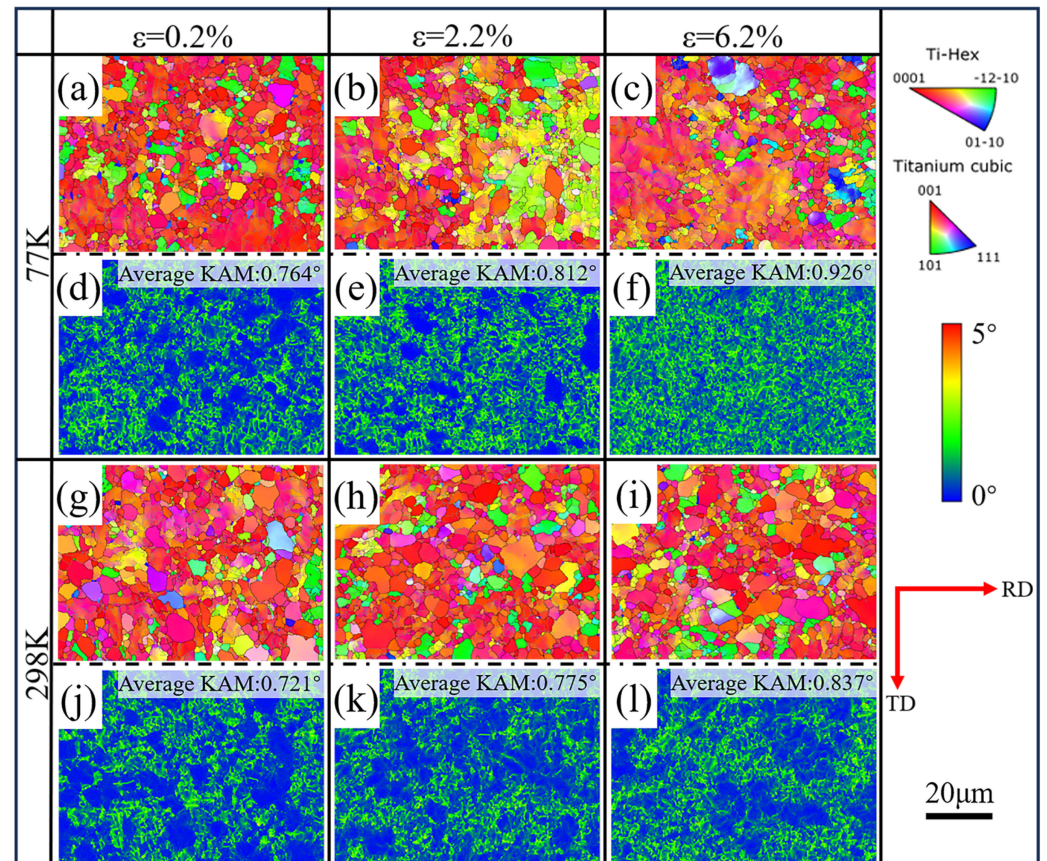 ε=0.2% ε=2.2% ε=6.2%
77K
(a) (b) (c)
(d) Average KAM:0.764° (e) Average KAM:0.812° (f) Average KAM:0.926°
298K
(g) (h) (i)
(j) Average KAM:0.721° (k) Average KAM:0.775° (l) Average KAM:0.837°
Ti-Hex
0001 -12-10
01-10
Titanium cubic
001
101 111
5°
0°
RD
TD
20μm